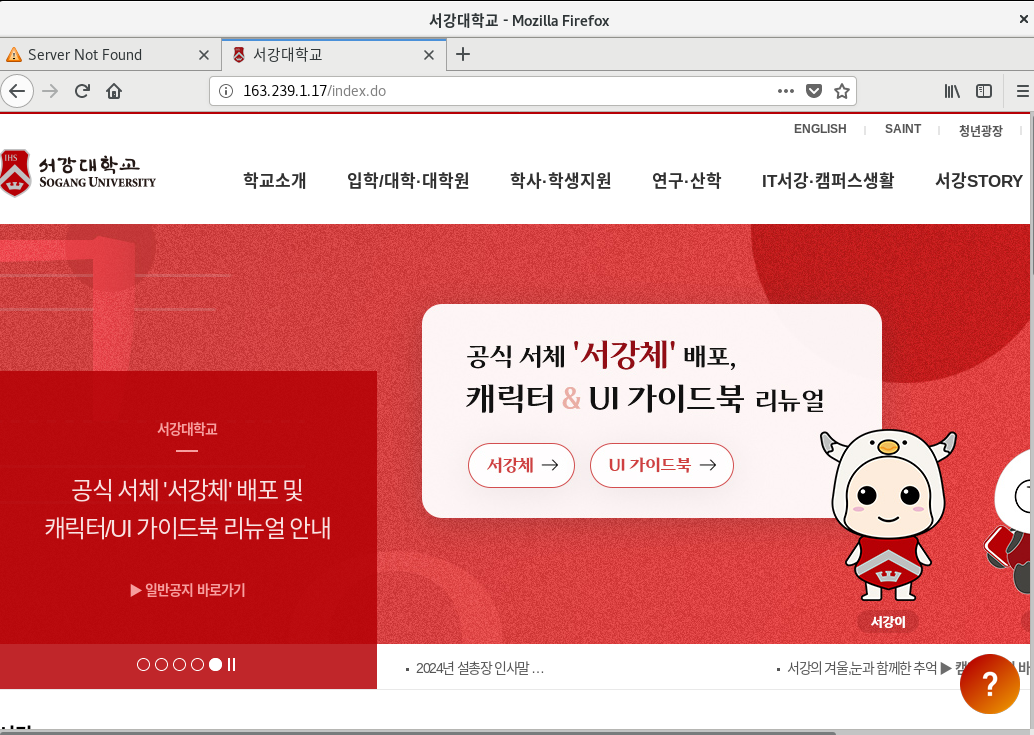 서강대학교 - Mozilla Firefox
Server Not Found
서강대학교
163.239.1.17/index.do
ENGLISH SAINT 청년광장
IHS
서강대학교
SOGANG UNIVERSITY
학교소개 입학/대학·대학원 학사·학생지원 연구·산학 IT서강·캠퍼스생활 서강STORY
공식 서체 '서강체' 배포,
캐릭터 & UI 가이드북 리뉴얼
서강체 →
UI 가이드북 →
서강대학교
공식 서체 '서강체' 배포 및
캐릭터/UI 가이드북 리뉴얼 안내
▶ 일반공지 바로가기
서강이
2024년 설총장 인사말 …
서강의 겨울,눈과 함께한 추억 ▶
?